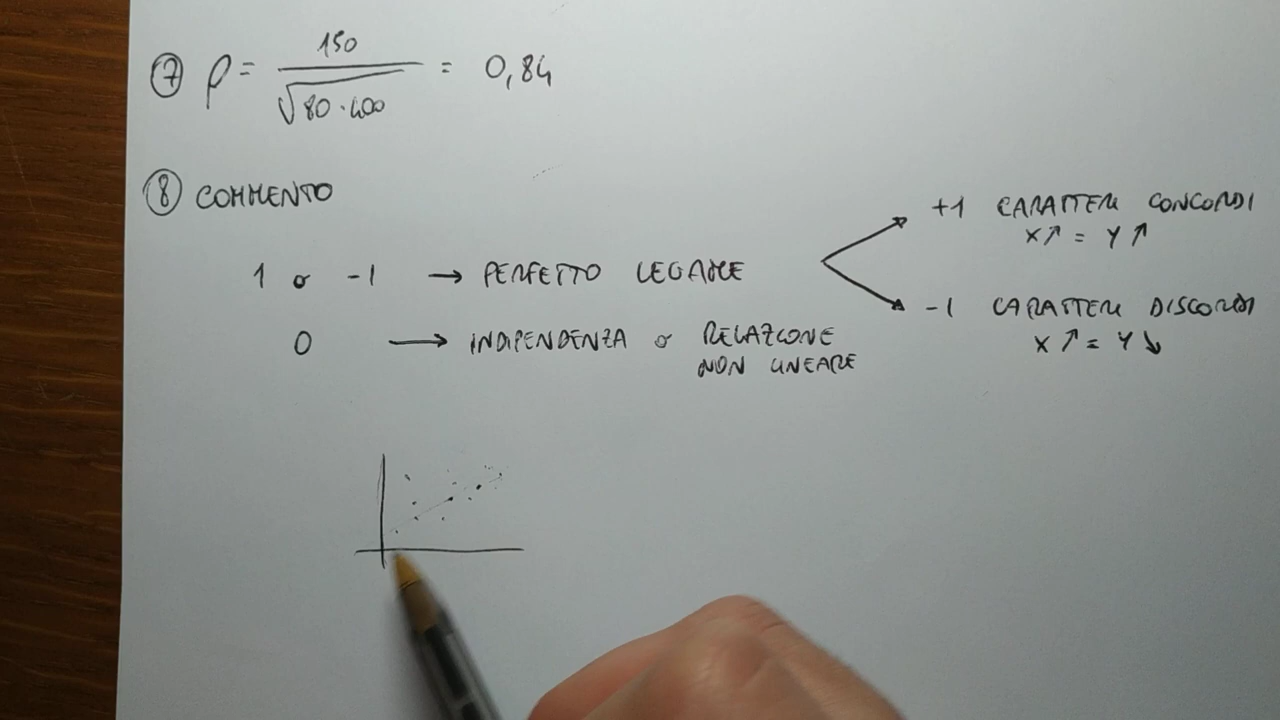 ⑦ ρ = 150 / √80·400 = 0,84
⑧ COMMENTO
1 o -1 → PERFETTO LEGAME
+1 CARATTERI CONCORDI
X↗ = Y↗
-1 CARATTERI DISCORDI
X↗ = Y↘
0 → INDIPENDENZA o RELAZIONE
NON LINEARE